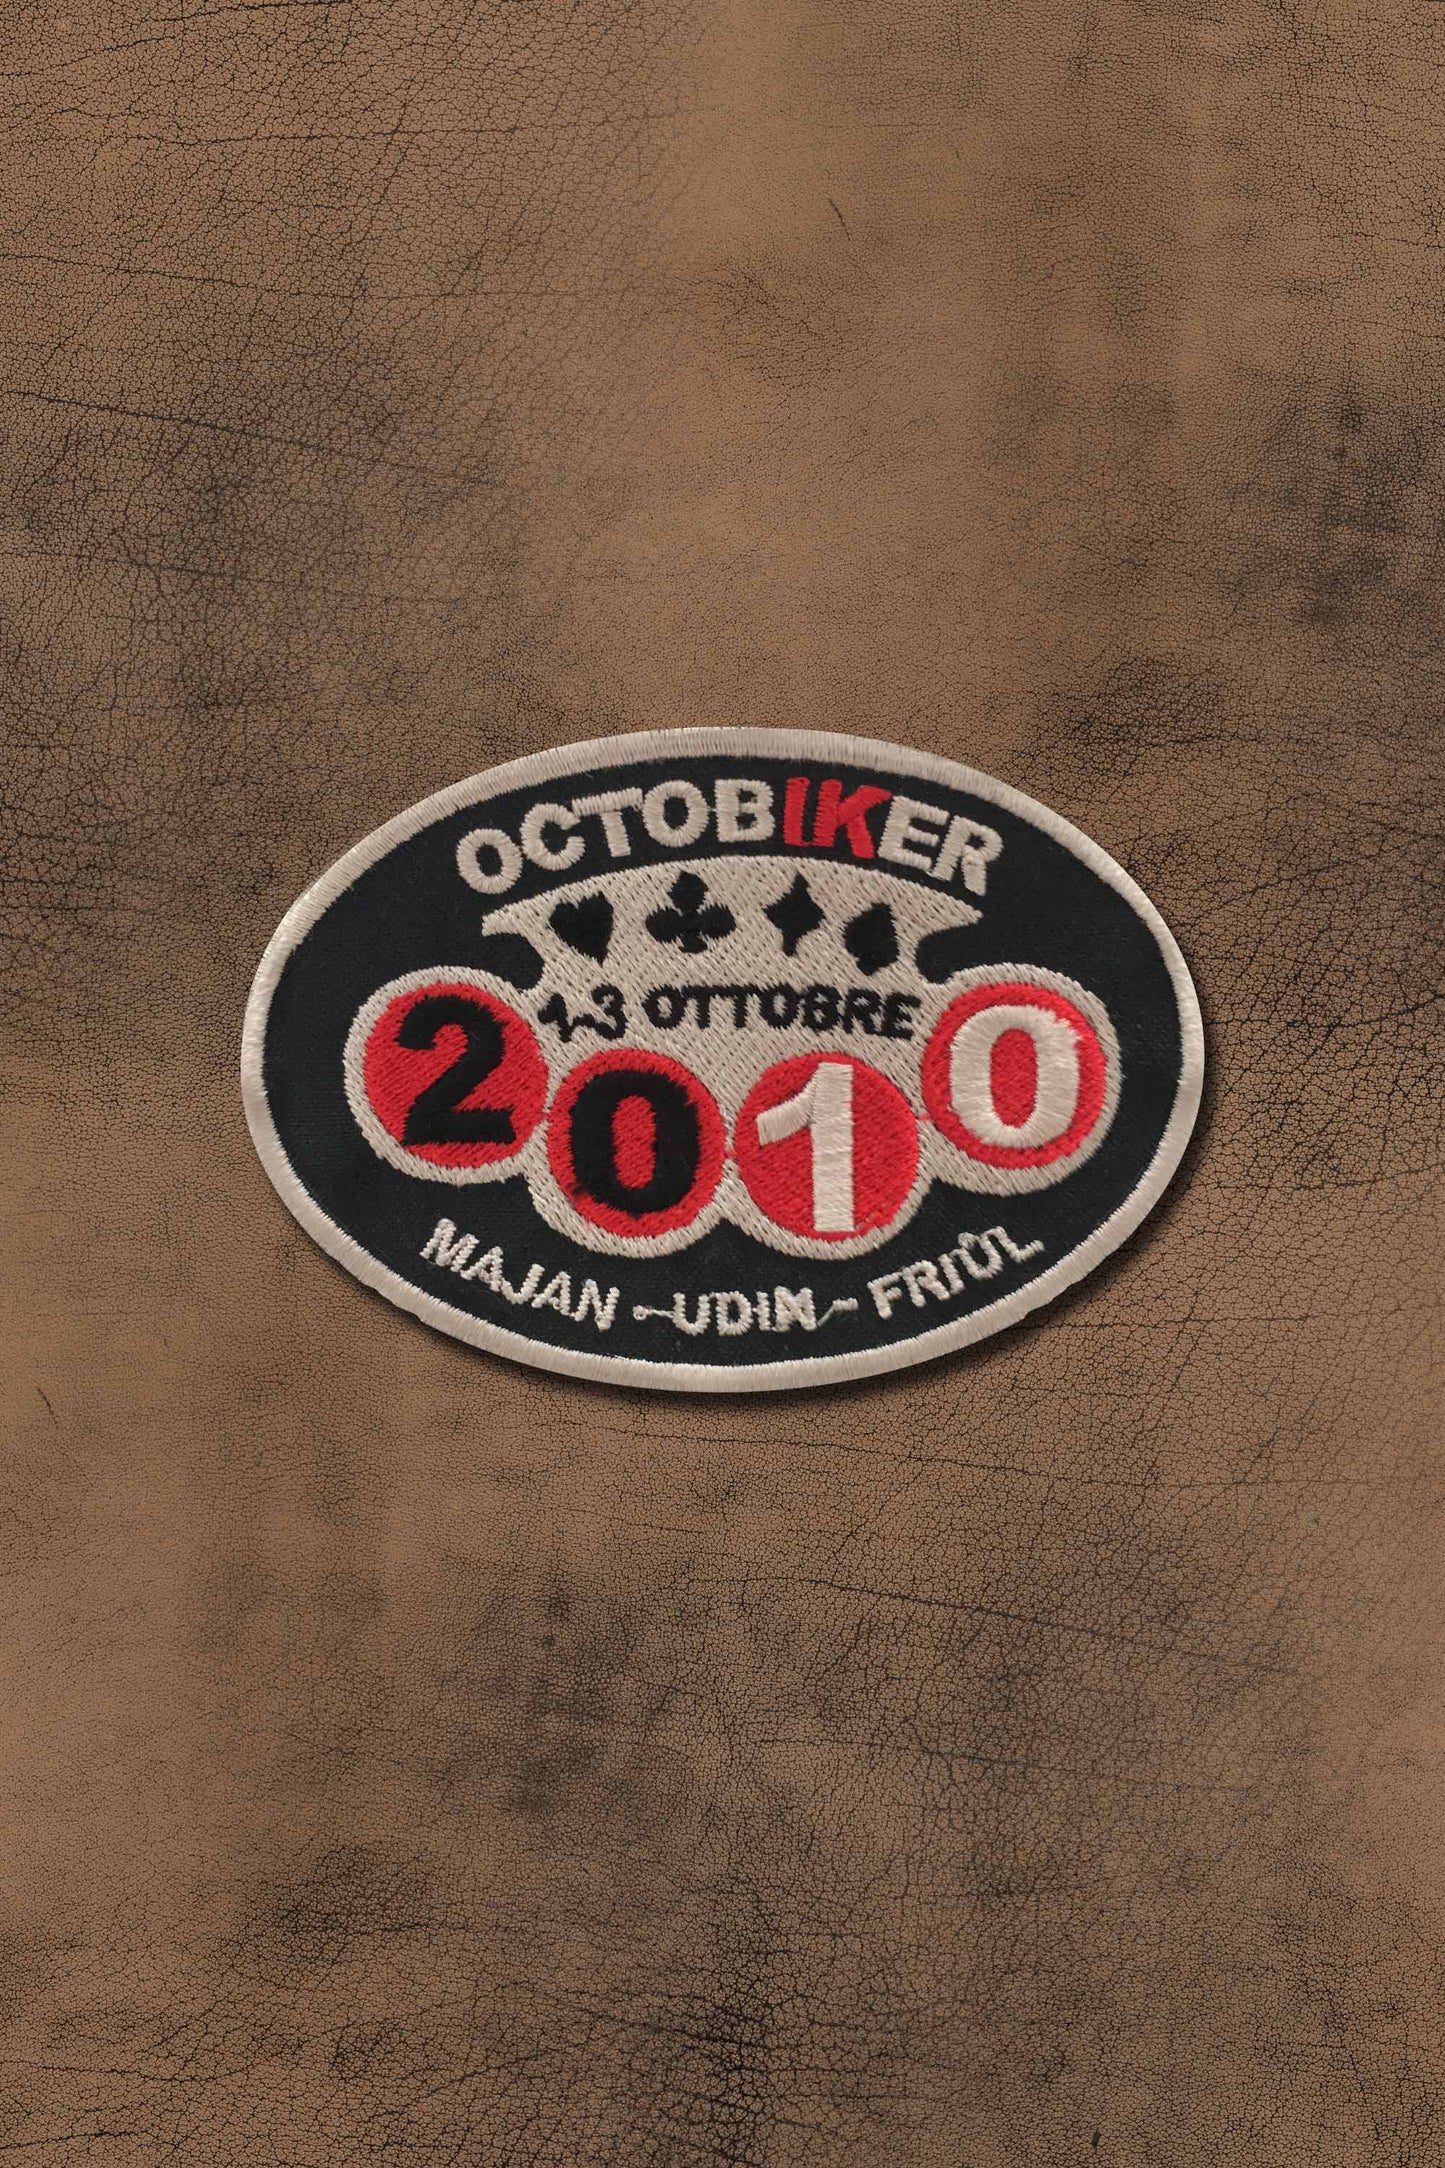 OCTOBIKER
1-3 OTTOBRE
2010
MAJAN - UDIN - FRIÛL